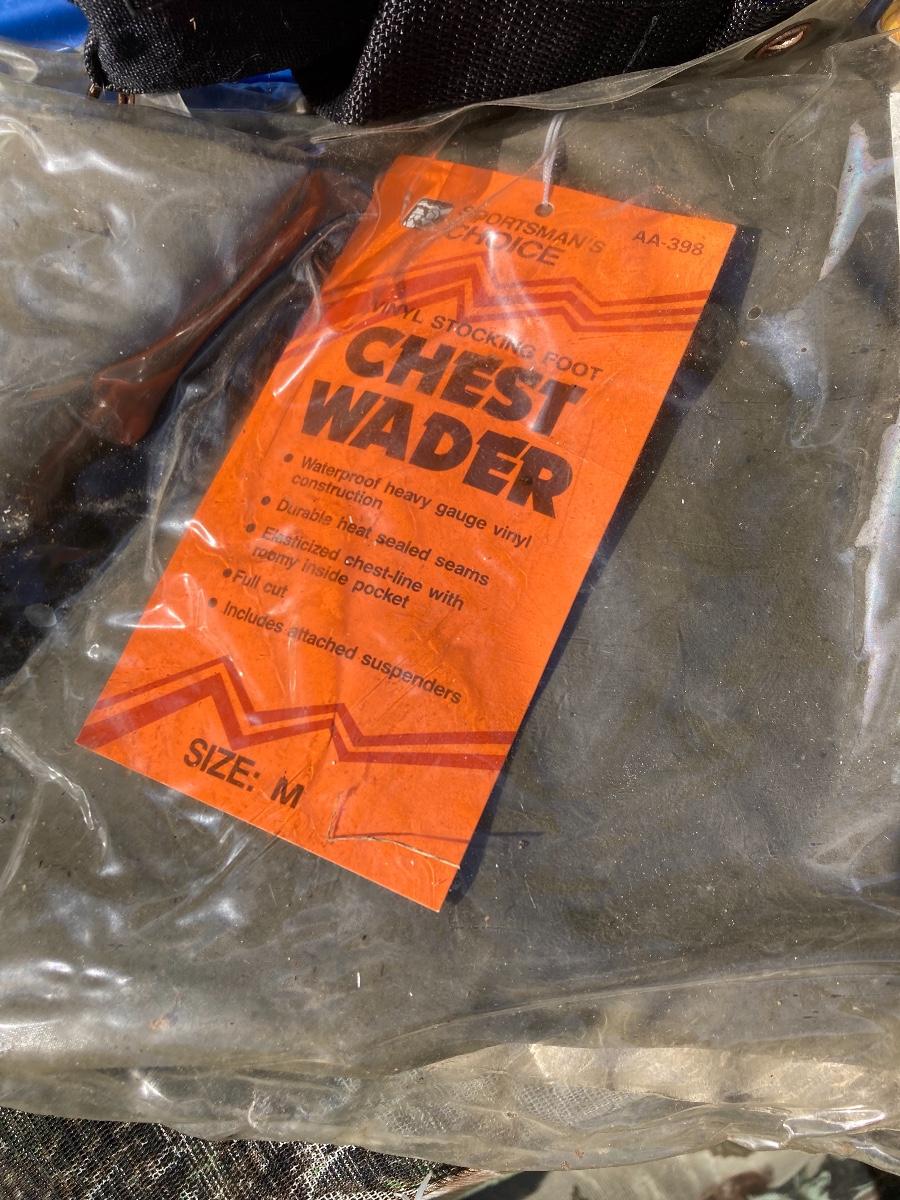 SPORTSMAN'S
CHOICE
AA-398
VINYL STOCKING FOOT
CHEST
WADER
• Waterproof heavy gauge vinyl
construction
• Durable heat sealed seams
• Elasticized chest-line with
roomy inside pocket
• Full cut
• Includes attached suspenders
SIZE: M